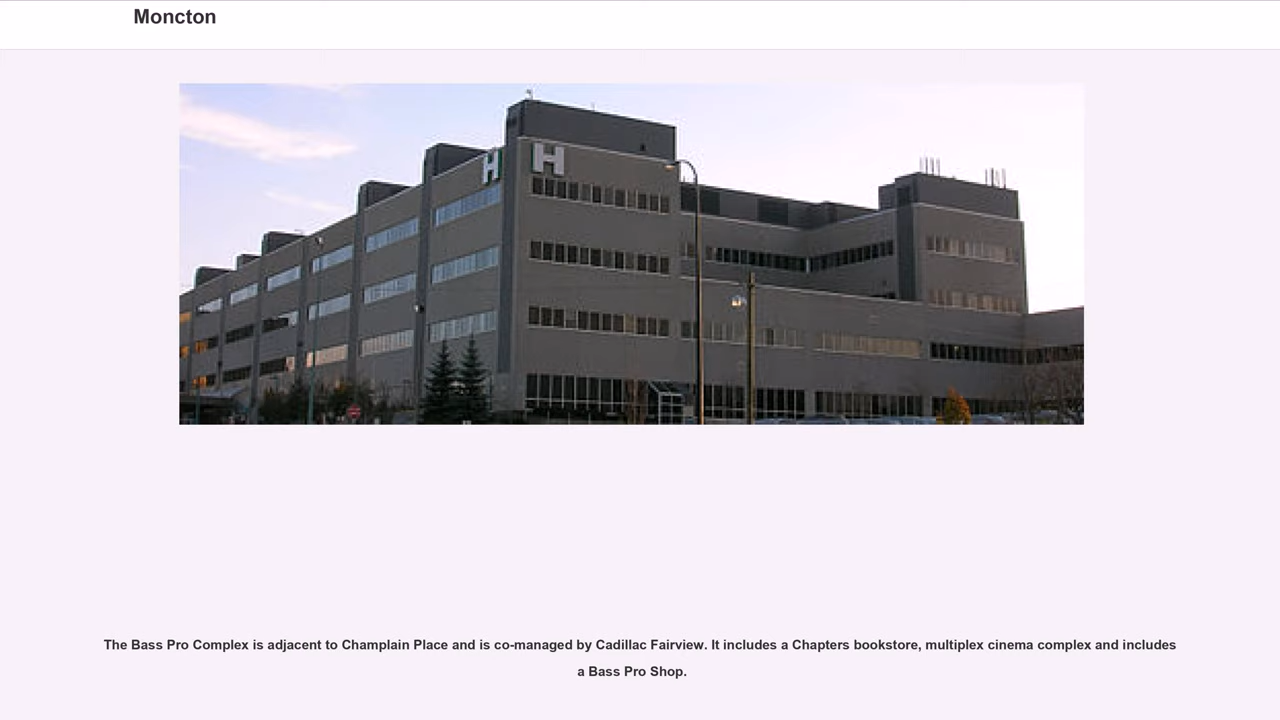 Moncton
H H
The Bass Pro Complex is adjacent to Champlain Place and is co-managed by Cadillac Fairview. It includes a Chapters bookstore, multiplex cinema complex and includes
a Bass Pro Shop.